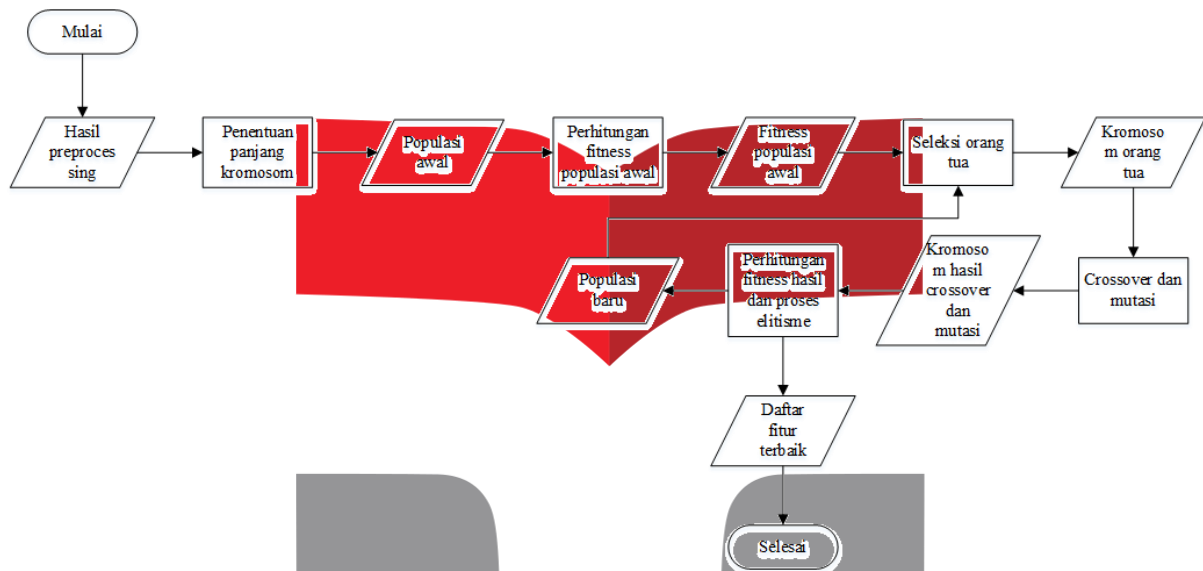 Mulai
Hasil
preproces
sing
Penentuan
panjang
kromosom
Populasi
awal
Perhitungan
fitness
populasi awal
Fitness
populasi
awal
Seleksi orang
tua
Kromoso
m orang
tua
Crossover dan
mutasi
Kromoso
m hasil
crossover
dan
mutasi
Perhitungan
fitness hasil
dan proses
elitisme
Populasi
baru
Daftar
fitur
terbaik
Selesai